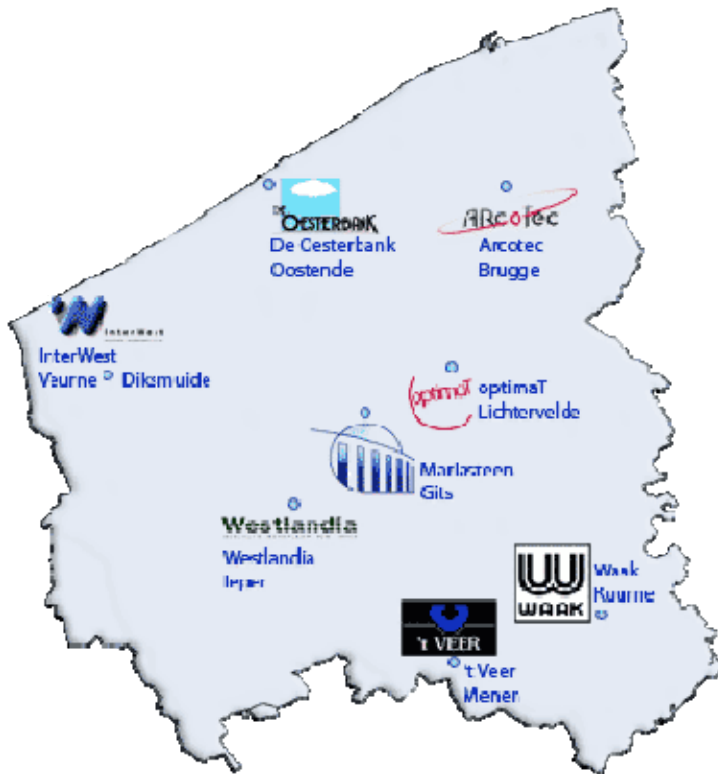 DE
OESTERBANK
De Oesterbank
Oostende
ARcoTec
Arcotec
Brugge
InterWest
InterWest
Veurne Diksmuide
optimaT
optimaT
Lichtervelde
Mariasteen
Gits
Westlandia
Westlandia
Ieper
WAAK
Waak
Kuurne
't VEER
't Veer
Menen